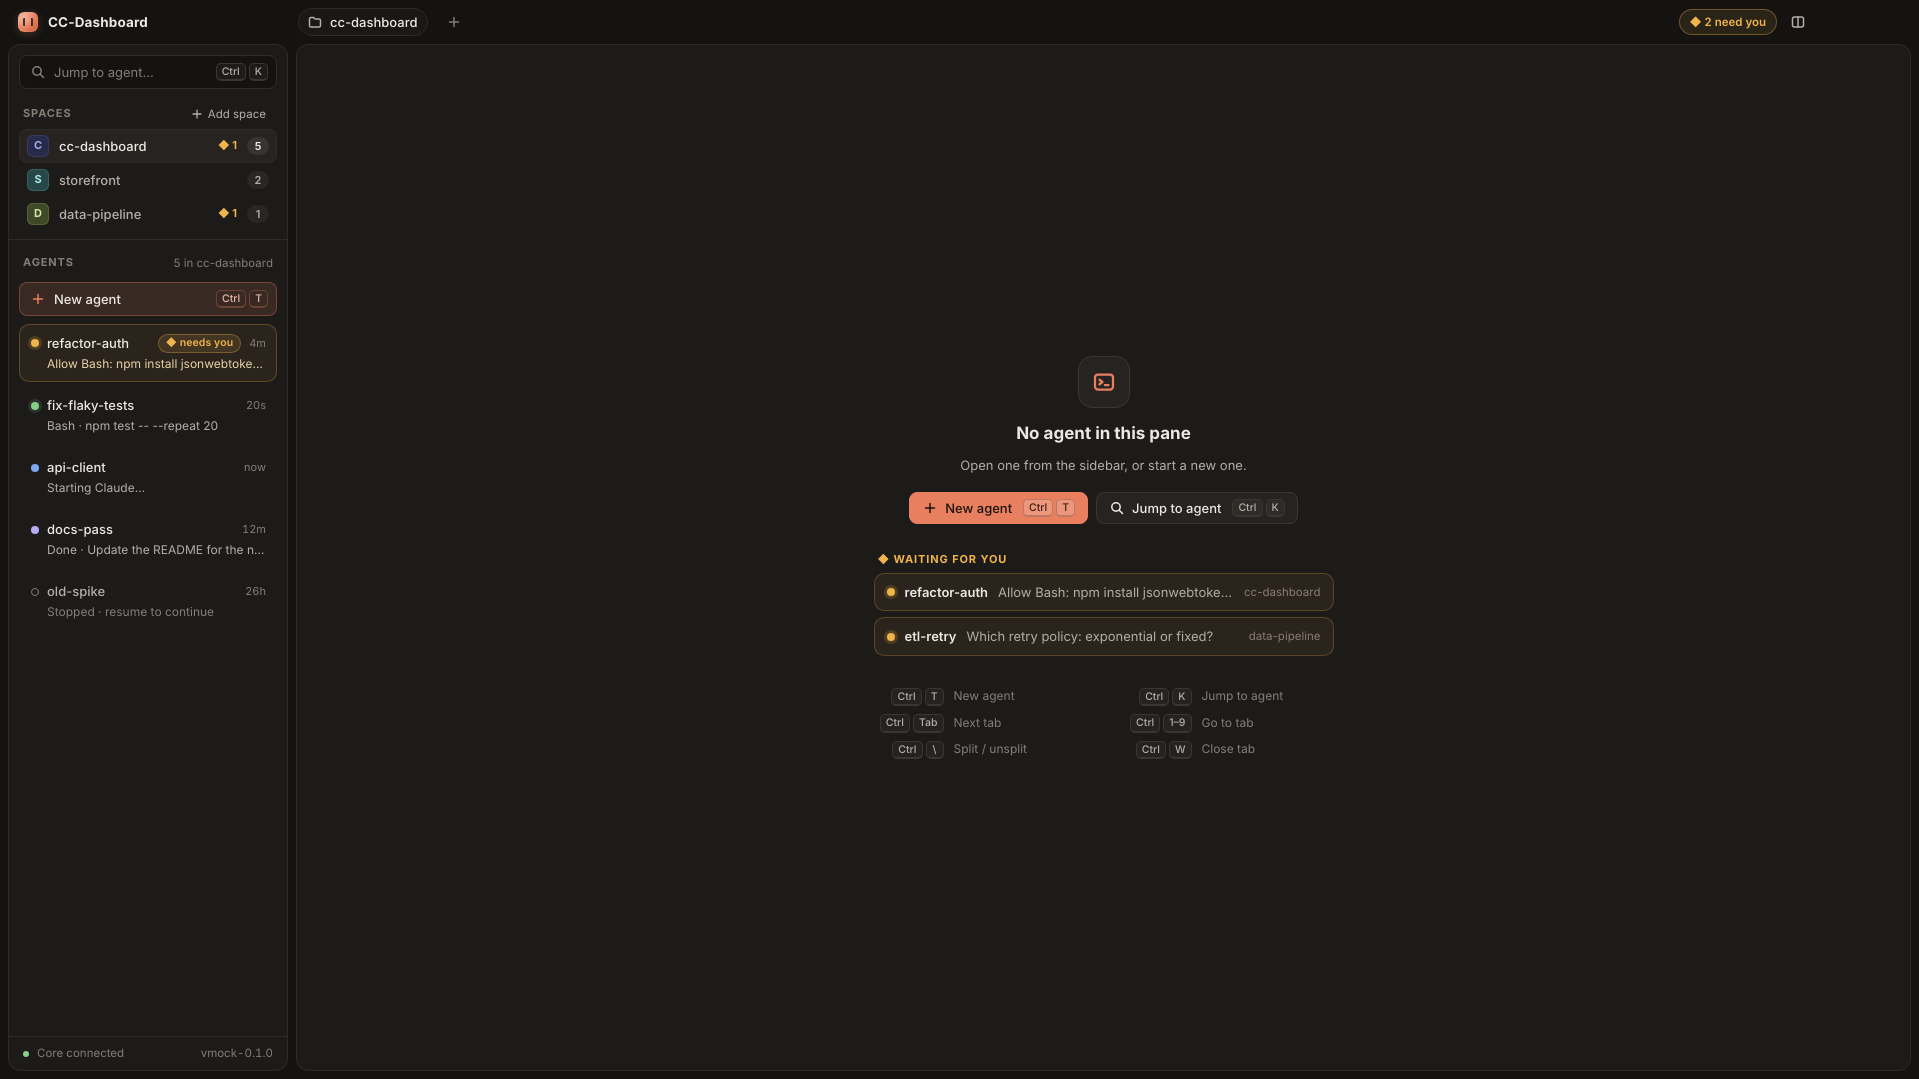 CC-Dashboard
cc-dashboard
2 need you
Jump to agent... Ctrl K
SPACES Add space
C cc-dashboard 1 5
S storefront 2
D data-pipeline 1 1
AGENTS 5 in cc-dashboard
+ New agent Ctrl T
refactor-auth needs you 4m
Allow Bash: npm install jsonwebtoke...
fix-flaky-tests 20s
Bash · npm test -- --repeat 20
api-client now
Starting Claude...
docs-pass 12m
Done · Update the README for the n...
old-spike 26h
Stopped · resume to continue
Core connected vmock-0.1.0
No agent in this pane
Open one from the sidebar, or start a new one.
+ New agent Ctrl T Jump to agent Ctrl K
WAITING FOR YOU
refactor-auth Allow Bash: npm install jsonwebtoke... cc-dashboard
etl-retry Which retry policy: exponential or fixed? data-pipeline
Ctrl T New agent Ctrl K Jump to agent
Ctrl Tab Next tab Ctrl 1–9 Go to tab
Ctrl \ Split / unsplit Ctrl W Close tab